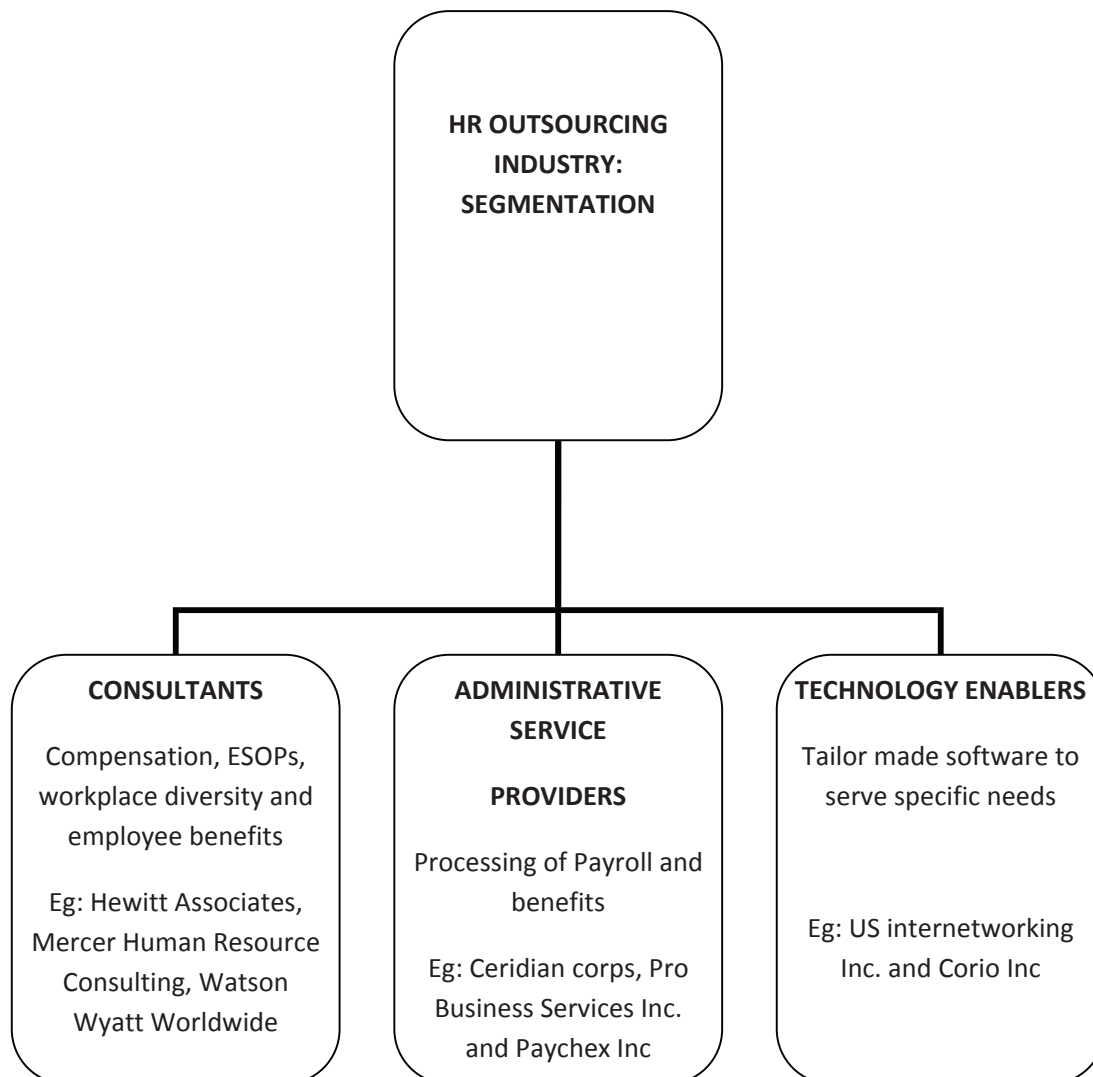 HR OUTSOURCING
INDUSTRY:
SEGMENTATION
CONSULTANTS
Compensation, ESOPs,
workplace diversity and
employee benefits
Eg: Hewitt Associates,
Mercer Human Resource
Consulting, Watson
Wyatt Worldwide
ADMINISTRATIVE
SERVICE
PROVIDERS
Processing of Payroll and
benefits
Eg: Ceridian corps, Pro
Business Services Inc.
and Paychex Inc
TECHNOLOGY ENABLERS
Tailor made software to
serve specific needs
Eg: US internetworking
Inc. and Corio Inc